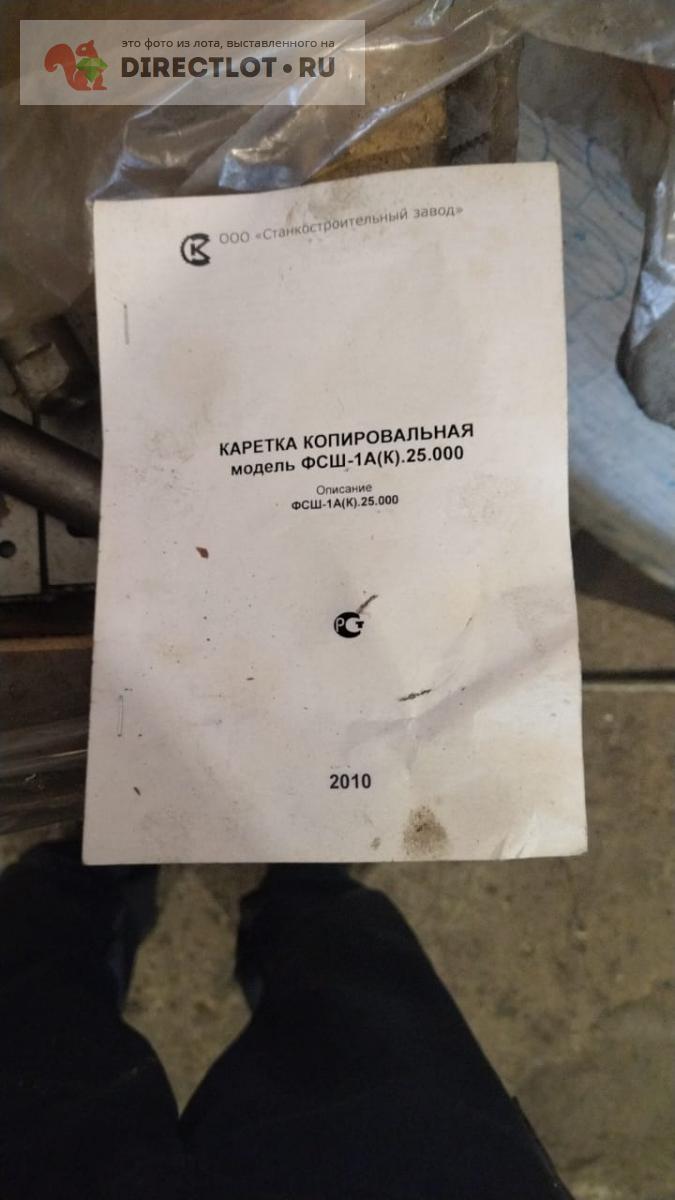 это фото из лота, выставленного на
DIRECTLOT•RU
ООО «Станкостроительный завод»
КАРЕТКА КОПИРОВАЛЬНАЯ
модель ФСШ-1А(К).25.000
Описание
ФСШ-1А(К).25.000
РСТ
2010